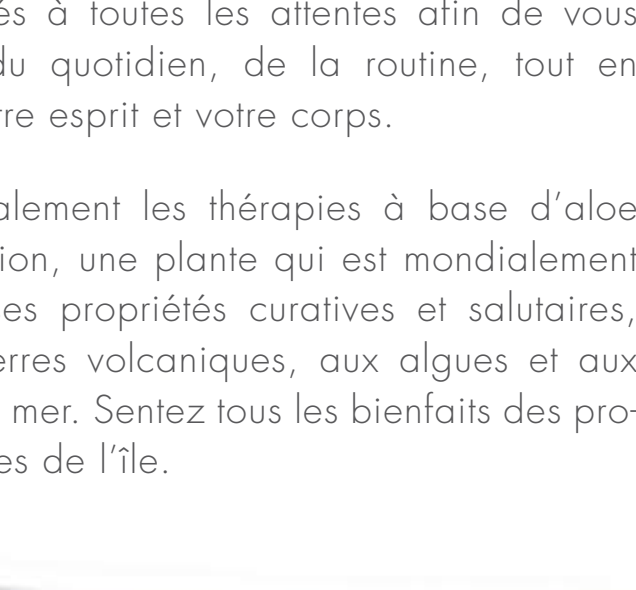 és à toutes les attentes afin de vous
du quotidien, de la routine, tout en
re esprit et votre corps.
alement les thérapies à base d'aloe
ion, une plante qui est mondialement
es propriétés curatives et salutaires,
erres volcaniques, aux algues et aux
mer. Sentez tous les bienfaits des pro-
es de l'île.